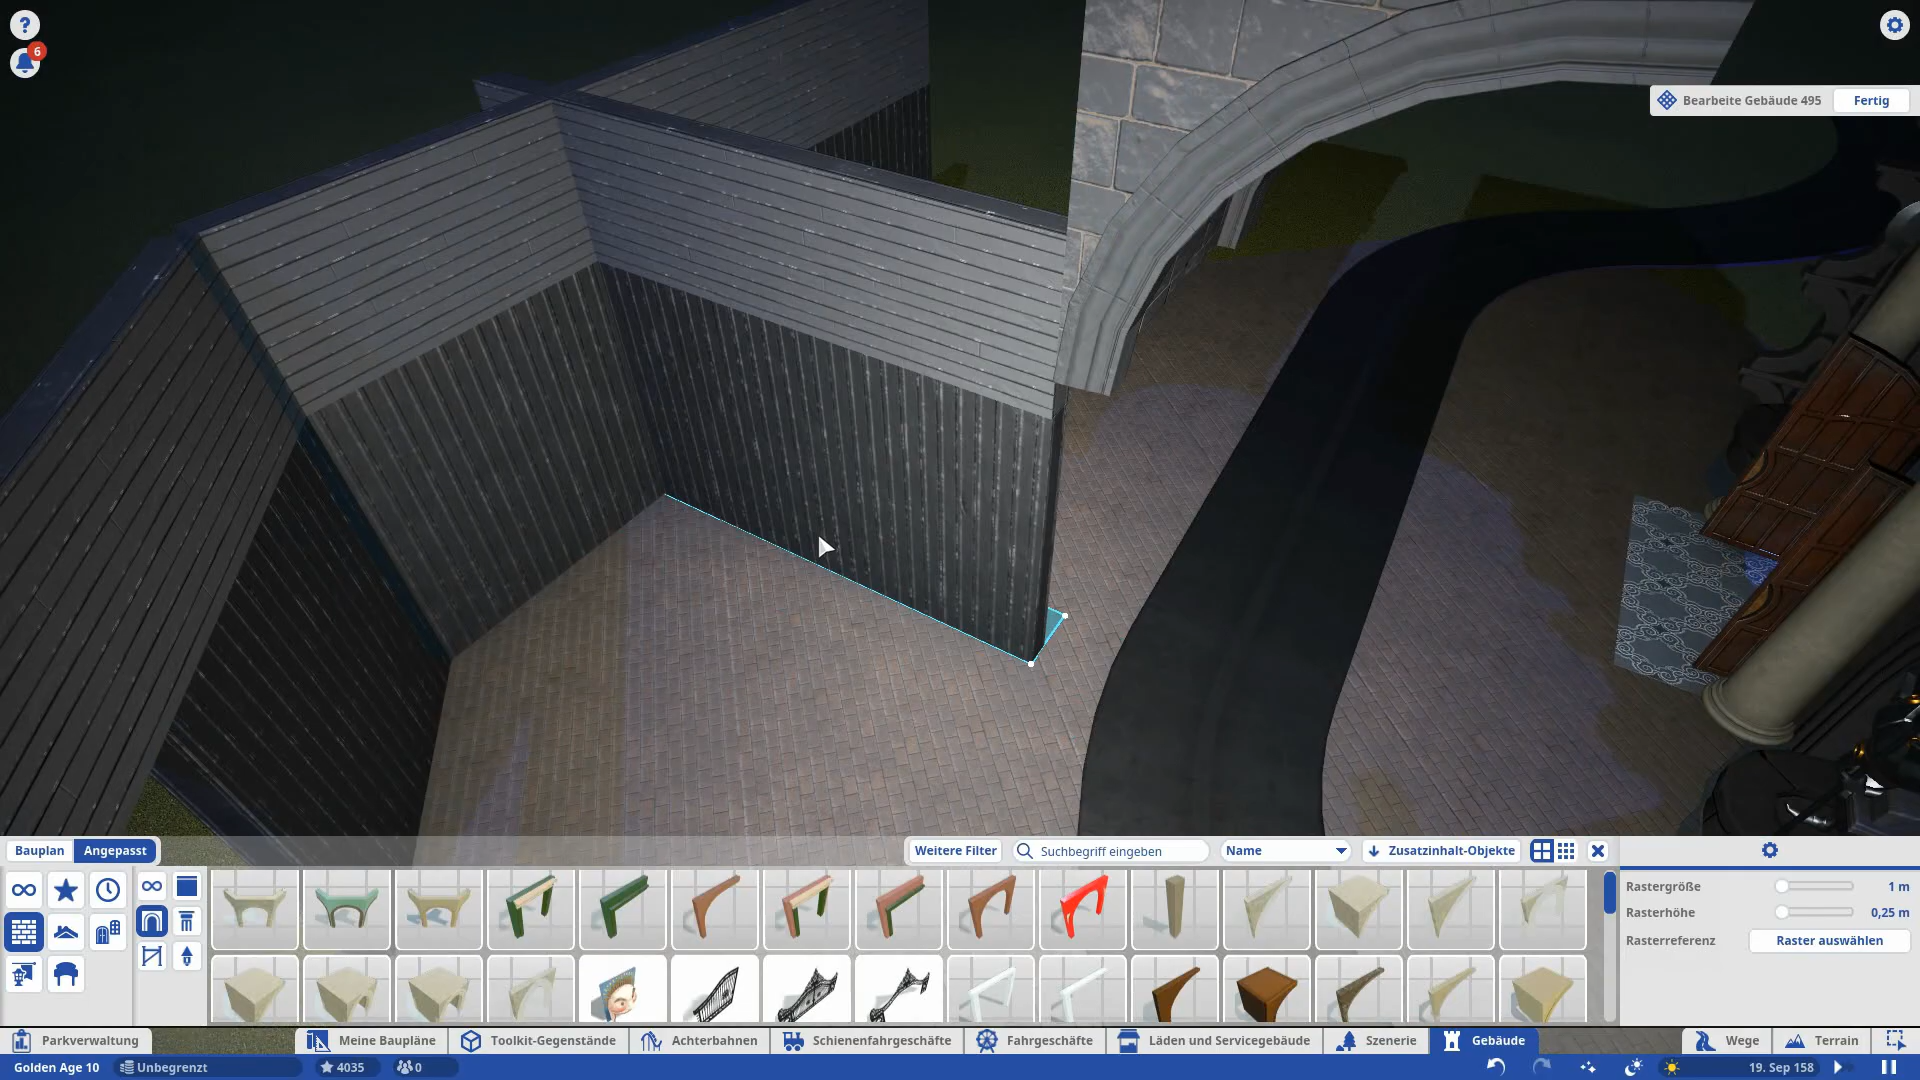 ?
6
Bearbeite Gebäude 495
Fertig
Bauplan
Angepasst
Weitere Filter
Suchbegriff eingeben
Name
Zusatzinhalt-Objekte
Rastergröße
1 m
Rasterhöhe
0,25 m
Rasterreferenz
Raster auswählen
Parkverwaltung
Meine Baupläne
Toolkit-Gegenstände
Achterbahnen
Schienenfahrgeschäfte
Fahrgeschäfte
Läden und Servicegebäude
Szenerie
Gebäude
Wege
Terrain
Golden Age 10
Unbegrenzt
4035
0
19. Sep 158